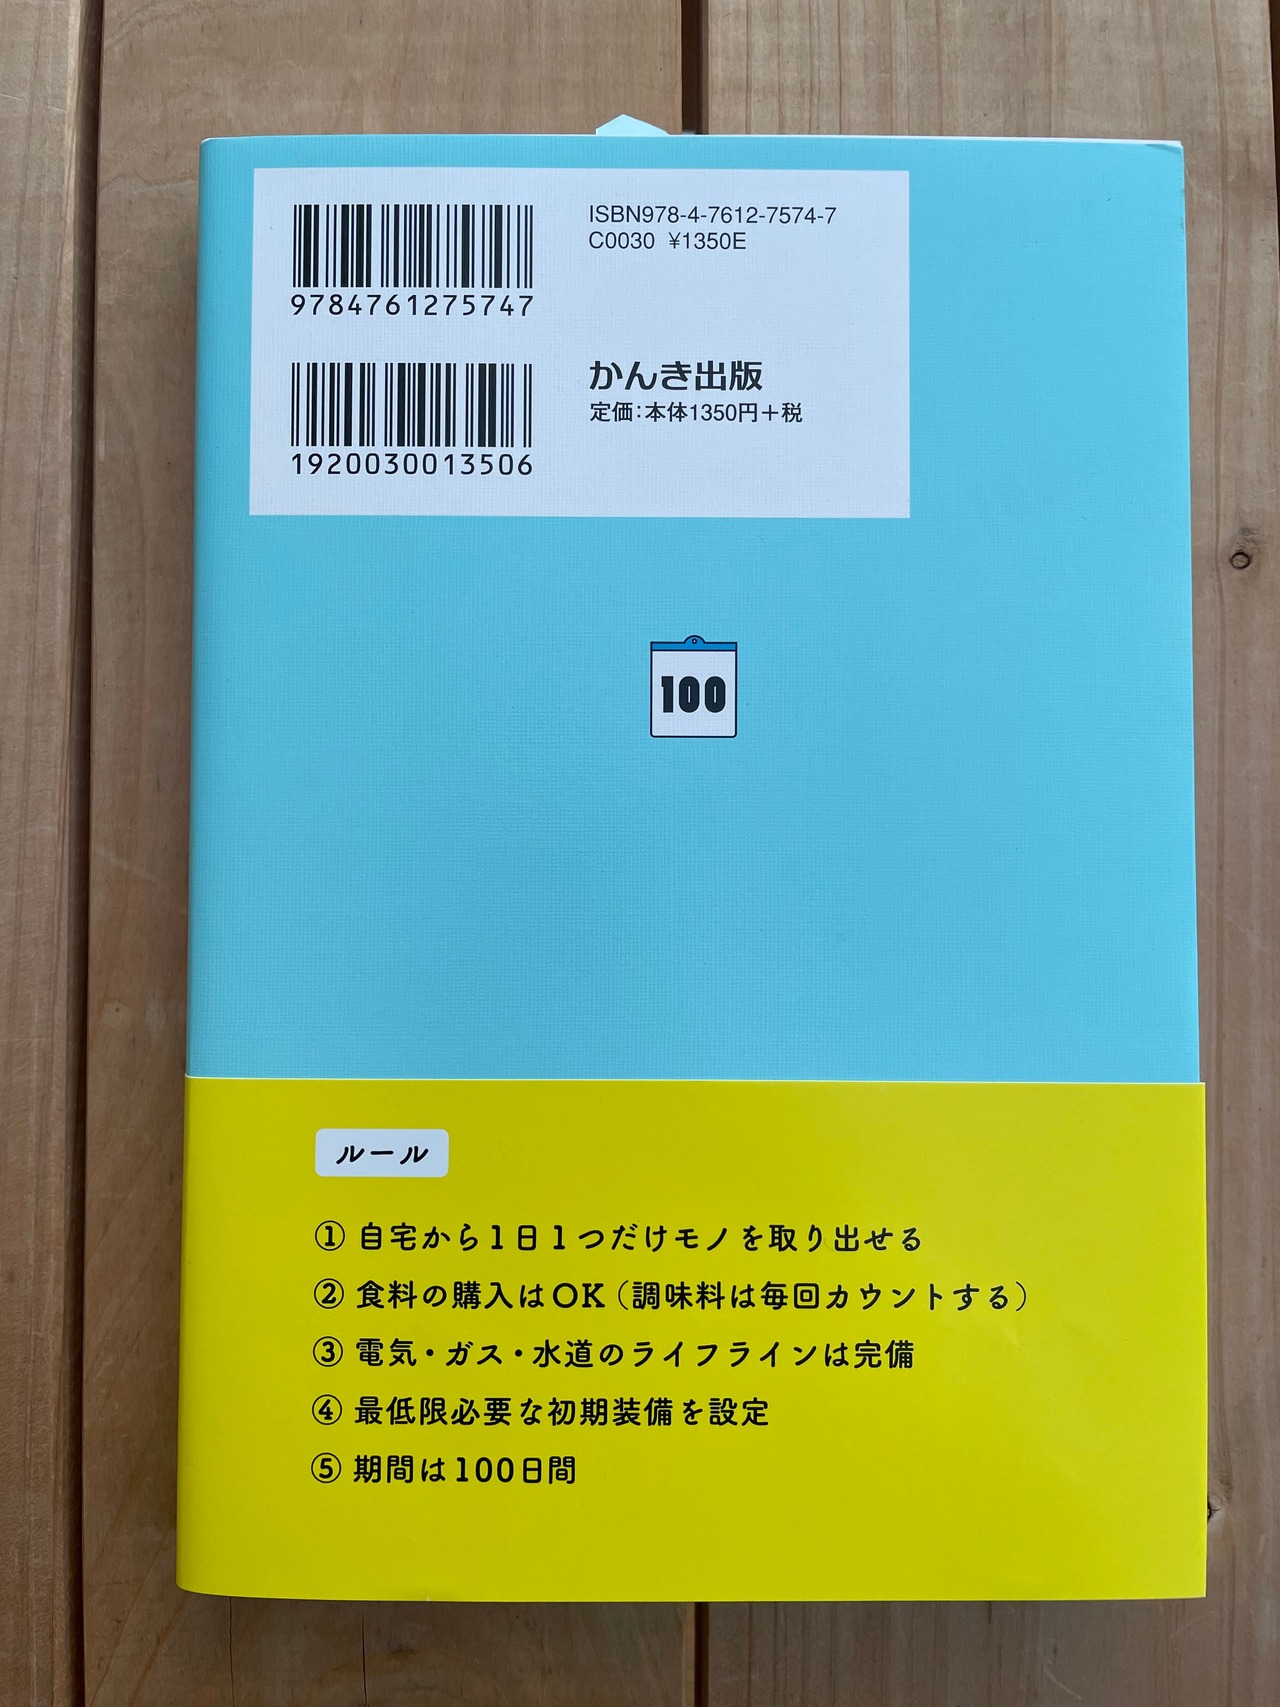 ISBN978-4-7612-7574-7
C0030 ¥1350E
9784761275747
かんき出版
定価:本体1350円+税
1920030013506
100
ルール
① 自宅から1日1つだけモノを取り出せる
② 食料の購入はOK(調味料は毎回カウントする)
③ 電気・ガス・水道のライフラインは完備
④ 最低限必要な初期装備を設定
⑤ 期間は100日間